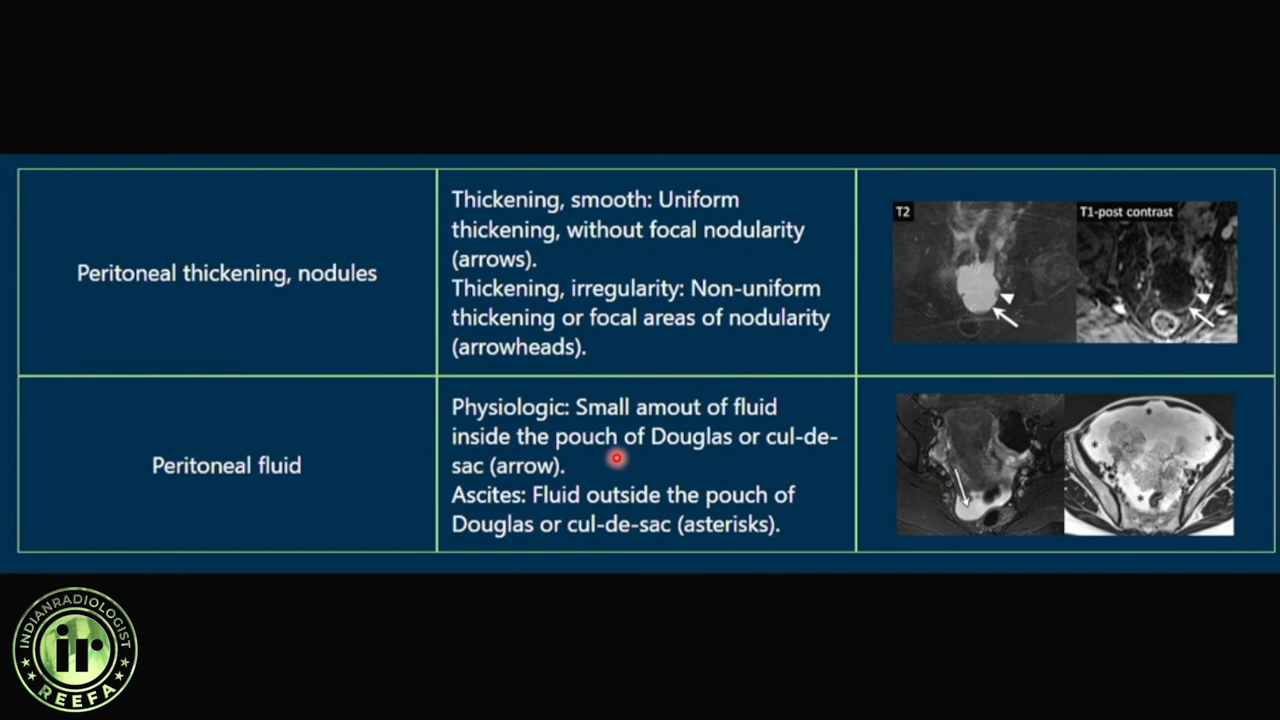 Peritoneal thickening, nodules
Thickening, smooth: Uniform
thickening, without focal nodularity
(arrows).
Thickening, irregularity: Non-uniform
thickening or focal areas of nodularity
(arrowheads).
T2
T1-post contrast
Peritoneal fluid
Physiologic: Small amout of fluid
inside the pouch of Douglas or cul-de-
sac (arrow).
Ascites: Fluid outside the pouch of
Douglas or cul-de-sac (asterisks).
INDIANRADIOLOGIST
ir
REEFA